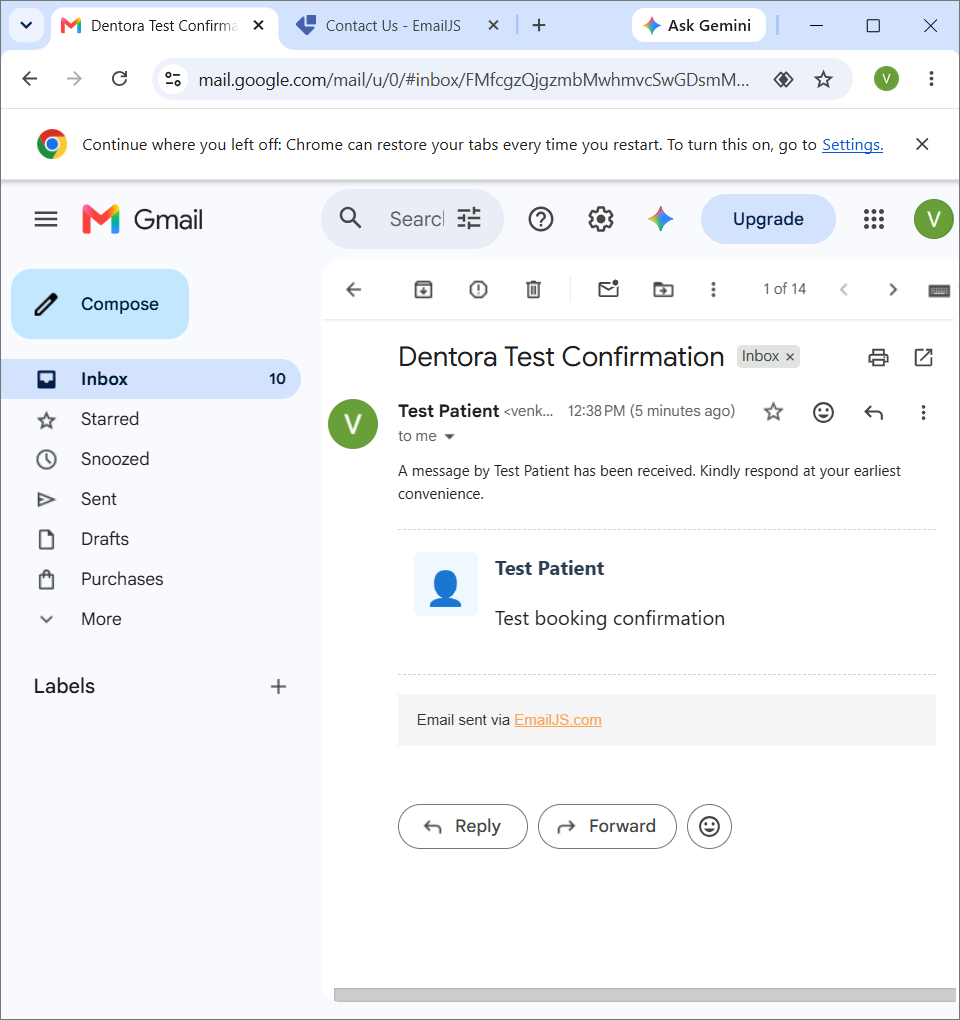 Dentora Test Confirma
Contact Us - EmailJS
Ask Gemini
mail.google.com/mail/u/0/#inbox/FMfcgzQjgzmbMwhmvcSwGDsmM...
V
Continue where you left off: Chrome can restore your tabs every time you restart. To turn this on, go to Settings.
Gmail
Search
Upgrade
V
Compose
1 of 14
Dentora Test Confirmation
Inbox ×
Inbox 10
Starred
Snoozed
Sent
Drafts
Purchases
More
Labels
V
Test Patient <venk... 12:38 PM (5 minutes ago)
to me
A message by Test Patient has been received. Kindly respond at your earliest
convenience.
Test Patient
Test booking confirmation
Email sent via EmailJS.com
Reply
Forward